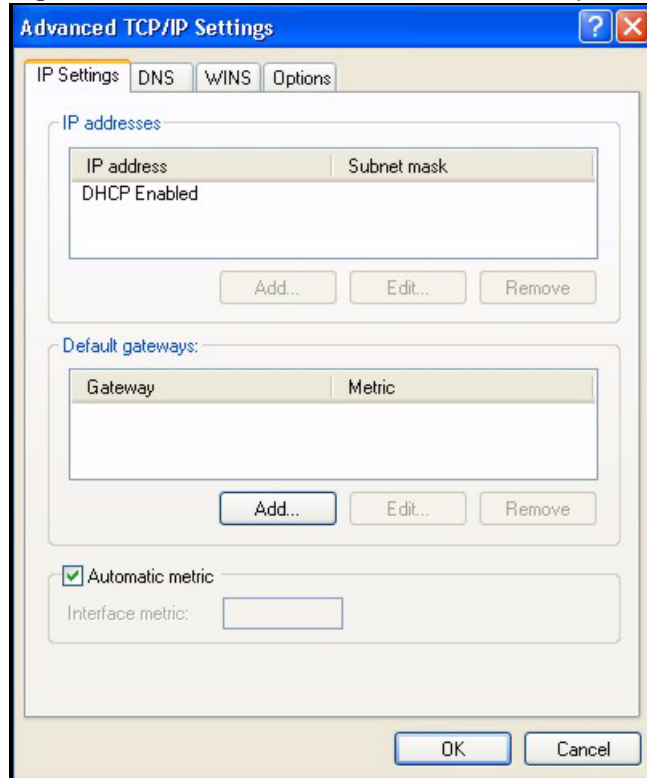 Advanced TCP/IP Settings
IP Settings DNS WINS Options
IP addresses
IP address Subnet mask
DHCP Enabled
Add... Edit... Remove
Default gateways:
Gateway Metric
Add... Edit... Remove
Automatic metric
Interface metric:
OK Cancel